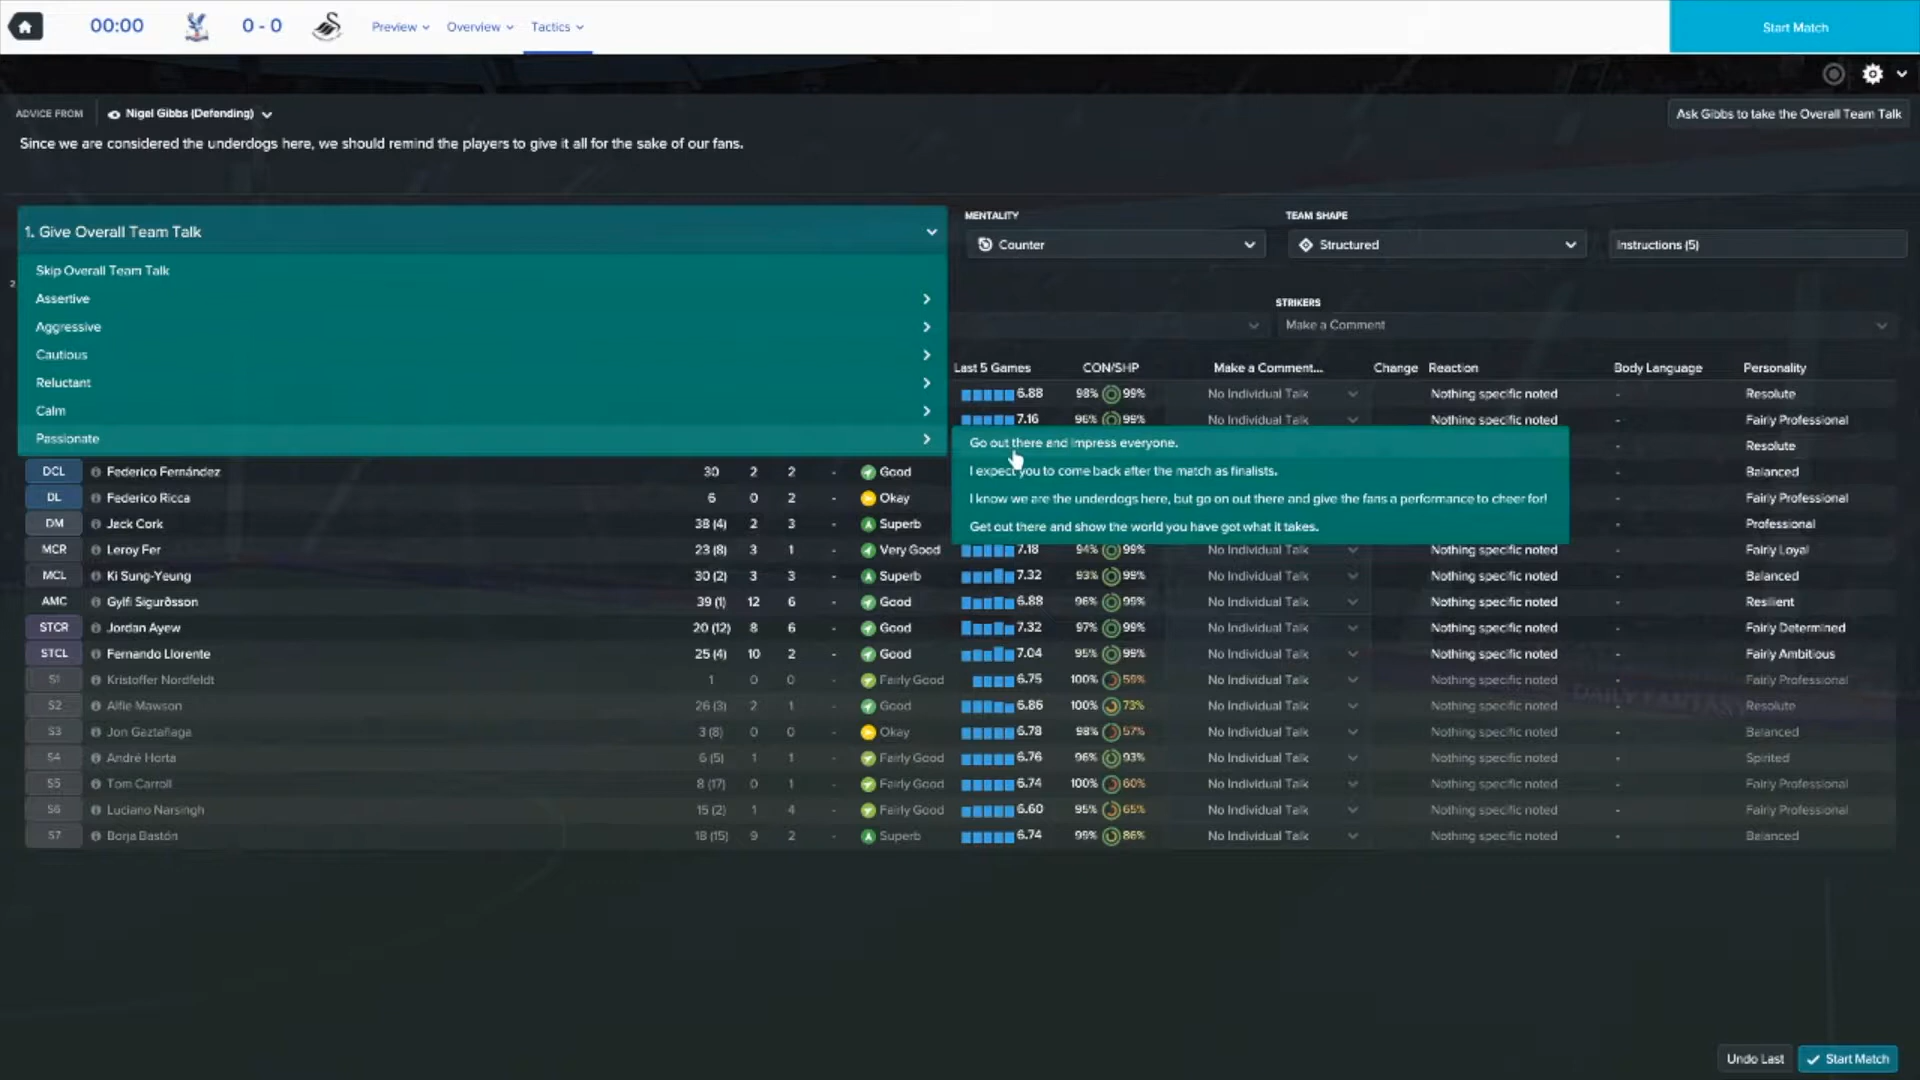 00:00 0 - 0 Preview Overview Tactics Start Match
ADVICE FROM Nigel Gibbs (Defending) Ask Gibbs to take the Overall Team Talk
Since we are considered the underdogs here, we should remind the players to give it all for the sake of our fans.
MENTALITY TEAM SHAPE
1. Give Overall Team Talk Counter Structured Instructions (5)
Skip Overall Team Talk
2.
Assertive STRIKERS
Aggressive Make a Comment
Cautious
Last 5 Games CON/SHP Make a Comment... Change Reaction Body Language Personality
Reluctant 6.88 98% 99% No Individual Talk Nothing specific noted - Resolute
Calm 7.16 96% 99% No Individual Talk Nothing specific noted - Fairly Professional
Passionate Go out there and impress everyone. Resolute
DCL Federico Fernández 30 2 2 - Good I expect you to come back after the match as finalists. - Balanced
DL Federico Ricca 6 0 2 - Okay I know we are the underdogs here, but go on out there and give the fans a performance to cheer for! - Fairly Professional
DM Jack Cork 38 (4) 2 3 - Superb Get out there and show the world you have got what it takes. - Professional
MCR Leroy Fer 23 (8) 3 1 - Very Good 7.18 94% 99% No Individual Talk Nothing specific noted - Fairly Loyal
MCL Ki Sung-Yeung 30 (2) 3 3 - Superb 7.32 93% 99% No Individual Talk Nothing specific noted - Balanced
AMC Gylfi Sigurðsson 39 (1) 12 6 - Good 6.88 96% 99% No Individual Talk Nothing specific noted - Resilient
STCR Jordan Ayew 20 (12) 8 6 - Good 7.32 97% 99% No Individual Talk Nothing specific noted - Fairly Determined
STCL Fernando Llorente 25 (4) 10 2 - Good 7.04 95% 99% No Individual Talk Nothing specific noted - Fairly Ambitious
S1 Kristoffer Nordfeldt 1 0 0 - Fairly Good 6.75 100% 59% No Individual Talk Nothing specific noted - Fairly Professional
S2 Alfie Mawson 26 (3) 2 1 - Good 6.86 100% 73% No Individual Talk Nothing specific noted - Resolute
S3 Jon Gaztañaga 3 (8) 0 0 - Okay 6.78 98% 57% No Individual Talk Nothing specific noted - Balanced
S4 André Horta 6 (5) 1 1 - Fairly Good 6.76 96% 93% No Individual Talk Nothing specific noted - Spirited
S5 Tom Carroll 8 (17) 0 1 - Fairly Good 6.74 100% 60% No Individual Talk Nothing specific noted - Fairly Professional
S6 Luciano Narsingh 15 (2) 1 4 - Fairly Good 6.60 95% 65% No Individual Talk Nothing specific noted - Fairly Professional
S7 Borja Bastón 18 (15) 9 2 - Superb 6.74 99% 86% No Individual Talk Nothing specific noted - Balanced
Undo Last Start Match